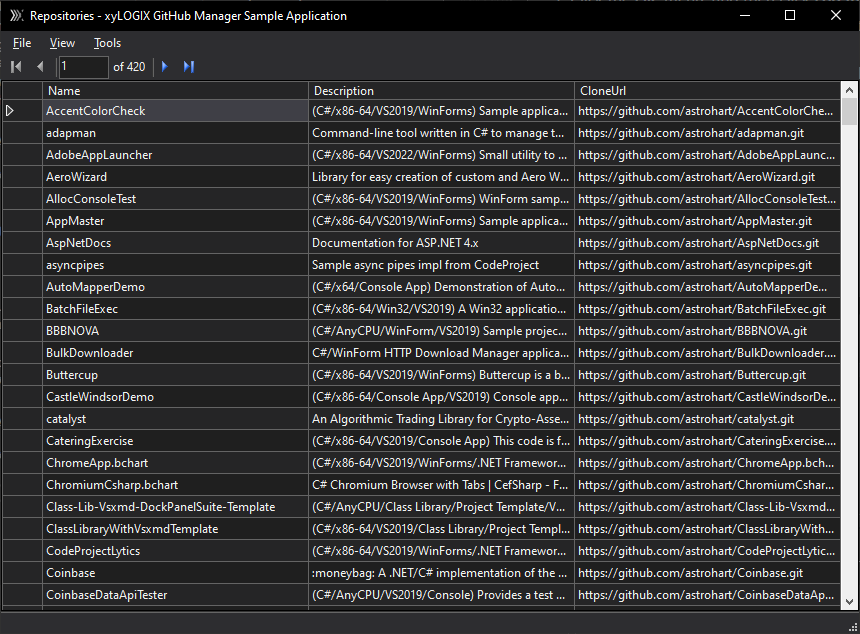 Repositories - xyLOGIX GitHub Manager Sample Application
File View Tools
1 of 420
Name Description CloneUrl
AccentColorCheck (C#/x86-64/VS2019/WinForms) Sample applica... https://github.com/astrohart/AccentColorChe...
adapman Command-line tool written in C# to manage t... https://github.com/astrohart/adapman.git
AdobeAppLauncher (C#/x86-64/VS2022/WinForms) Small utility to ... https://github.com/astrohart/AdobeAppLaunc...
AeroWizard Library for easy creation of custom and Aero W... https://github.com/astrohart/AeroWizard.git
AllocConsoleTest (C#/x86-64/VS2019/WinForms) WinForm samp... https://github.com/astrohart/AllocConsoleTest...
AppMaster (C#/x86-64/VS2019/WinForms) Sample applica... https://github.com/astrohart/AppMaster.git
AspNetDocs Documentation for ASP.NET 4.x https://github.com/astrohart/AspNetDocs.git
asyncpipes Sample async pipes impl from CodeProject https://github.com/astrohart/asyncpipes.git
AutoMapperDemo (C#/x64/Console App) Demonstration of Auto... https://github.com/astrohart/AutoMapperDe...
BatchFileExec (C#/x86-64/Win32/VS2019) A Win32 applicatio... https://github.com/astrohart/BatchFileExec.git
BBBNOVA (C#/AnyCPU/WinForm/VS2019) Sample projec... https://github.com/astrohart/BBBNOVA.git
BulkDownloader C#/WinForm HTTP Download Manager applica... https://github.com/astrohart/BulkDownloader....
Buttercup (C#/x86-64/VS2019/WinForms) Buttercup is a b... https://github.com/astrohart/Buttercup.git
CastleWindsorDemo (C#/x86-64/Console App/VS2019) Console app... https://github.com/astrohart/CastleWindsorDe...
catalyst An Algorithmic Trading Library for Crypto-Asse... https://github.com/astrohart/catalyst.git
CateringExercise (C#/x86-64/VS2019/Console App) This code is f... https://github.com/astrohart/CateringExercise....
ChromeApp.bchart (C#/x86-64/VS2019/WinForms/.NET Framewor... https://github.com/astrohart/ChromeApp.bch...
ChromiumCsharp.bchart C# Chromium Browser with Tabs | CefSharp - F... https://github.com/astrohart/ChromiumCshar...
Class-Lib-Vsxmd-DockPanelSuite-Template (C#/AnyCPU/Class Library/Project Template/V... https://github.com/astrohart/Class-Lib-Vsxmd...
ClassLibraryWithVsxmdTemplate (C#/x86-64/VS2019/Class Library/Project Templ... https://github.com/astrohart/ClassLibraryWith...
CodeProjectLytics (C#/x86-64/VS2019/WinForms/.NET Framewor... https://github.com/astrohart/CodeProjectLytic...
Coinbase :moneybag: A .NET/C# implementation of the ... https://github.com/astrohart/Coinbase.git
CoinbaseDataApiTester (C#/AnyCPU/VS2019/Console) Provides a test ... https://github.com/astrohart/CoinbaseDataAp...